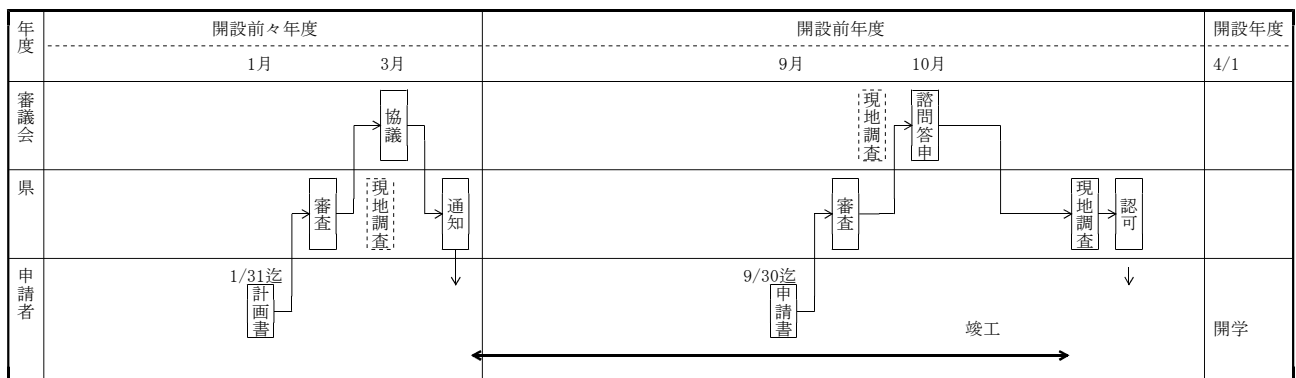 年度
開設前々年度
開設前年度
開設年度
1月
3月
9月
10月
4/1
審議会
協議
現地調査
諮問答申
県
審査
現地調査
通知
審査
現地調査
認可
申請者
1/31迄
計画書
9/30迄
申請書
竣工
開学